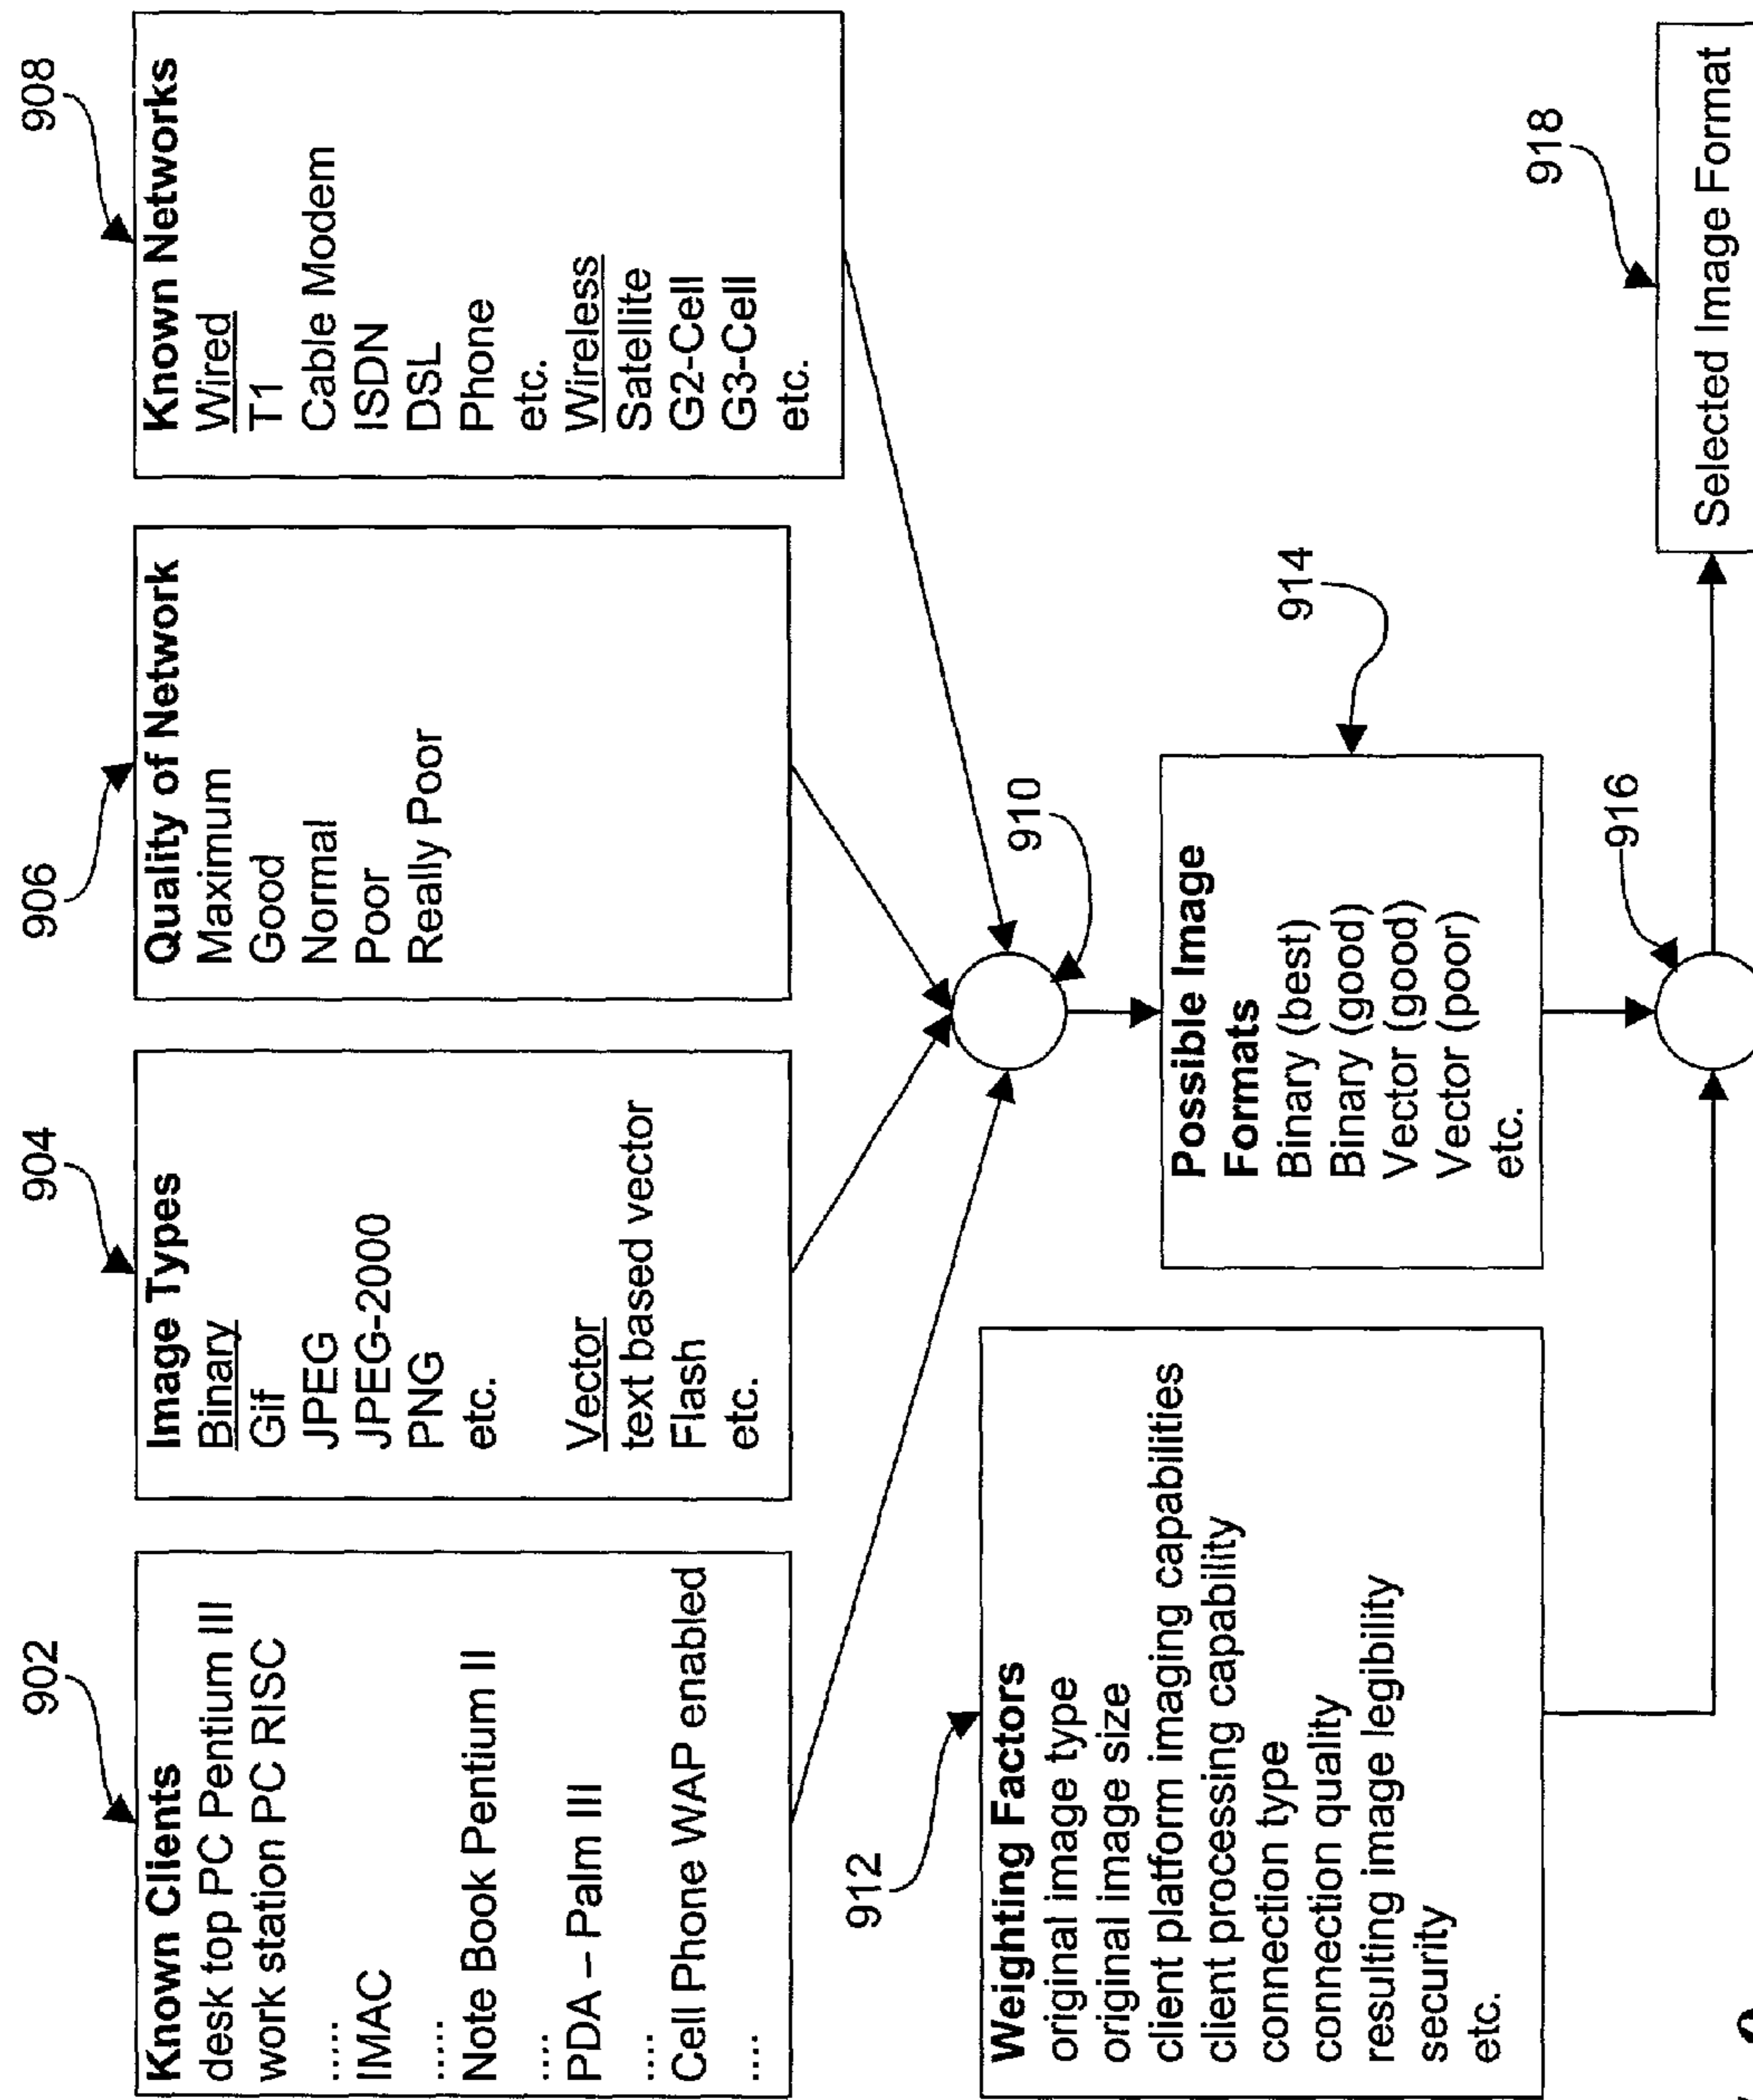 902
Known Clients
desk top PC Pentium III
work station PC RISC
.....
IMAC
.....
Note Book Pentium II
....
PDA – Palm III
....
Cell Phone WAP enabled
....
904
Image Types
Binary
Gif
JPEG
JPEG-2000
PNG
etc.
Vector
text based vector
Flash
etc.
906
Quality of Network
Maximum
Good
Normal
Poor
Really Poor
908
Known Networks
Wired
T1
Cable Modem
ISDN
DSL
Phone
etc.
Wireless
Satellite
G2-Cell
G3-Cell
etc.
910
912
Weighting Factors
original image type
original image size
client platform imaging capabilities
client processing capability
connection type
connection quality
resulting image legibility
security
etc.
914
Possible Image
Formats
Binary (best)
Binary (good)
Vector (good)
Vector (poor)
etc.
916
918
Selected Image Format